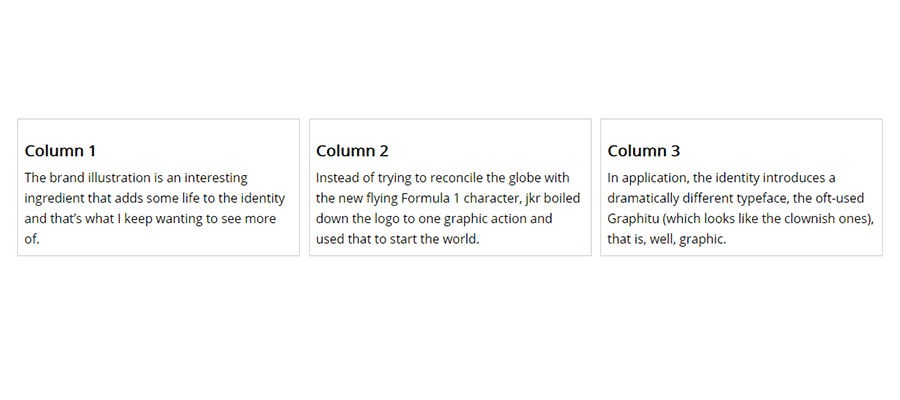 Column 1
The brand illustration is an interesting
ingredient that adds some life to the identity
and that’s what I keep wanting to see more
of.
Column 2
Instead of trying to reconcile the globe with
the new flying Formula 1 character, jkr boiled
down the logo to one graphic action and
used that to start the world.
Column 3
In application, the identity introduces a
dramatically different typeface, the oft-used
Graphitu (which looks like the clownish ones),
that is, well, graphic.